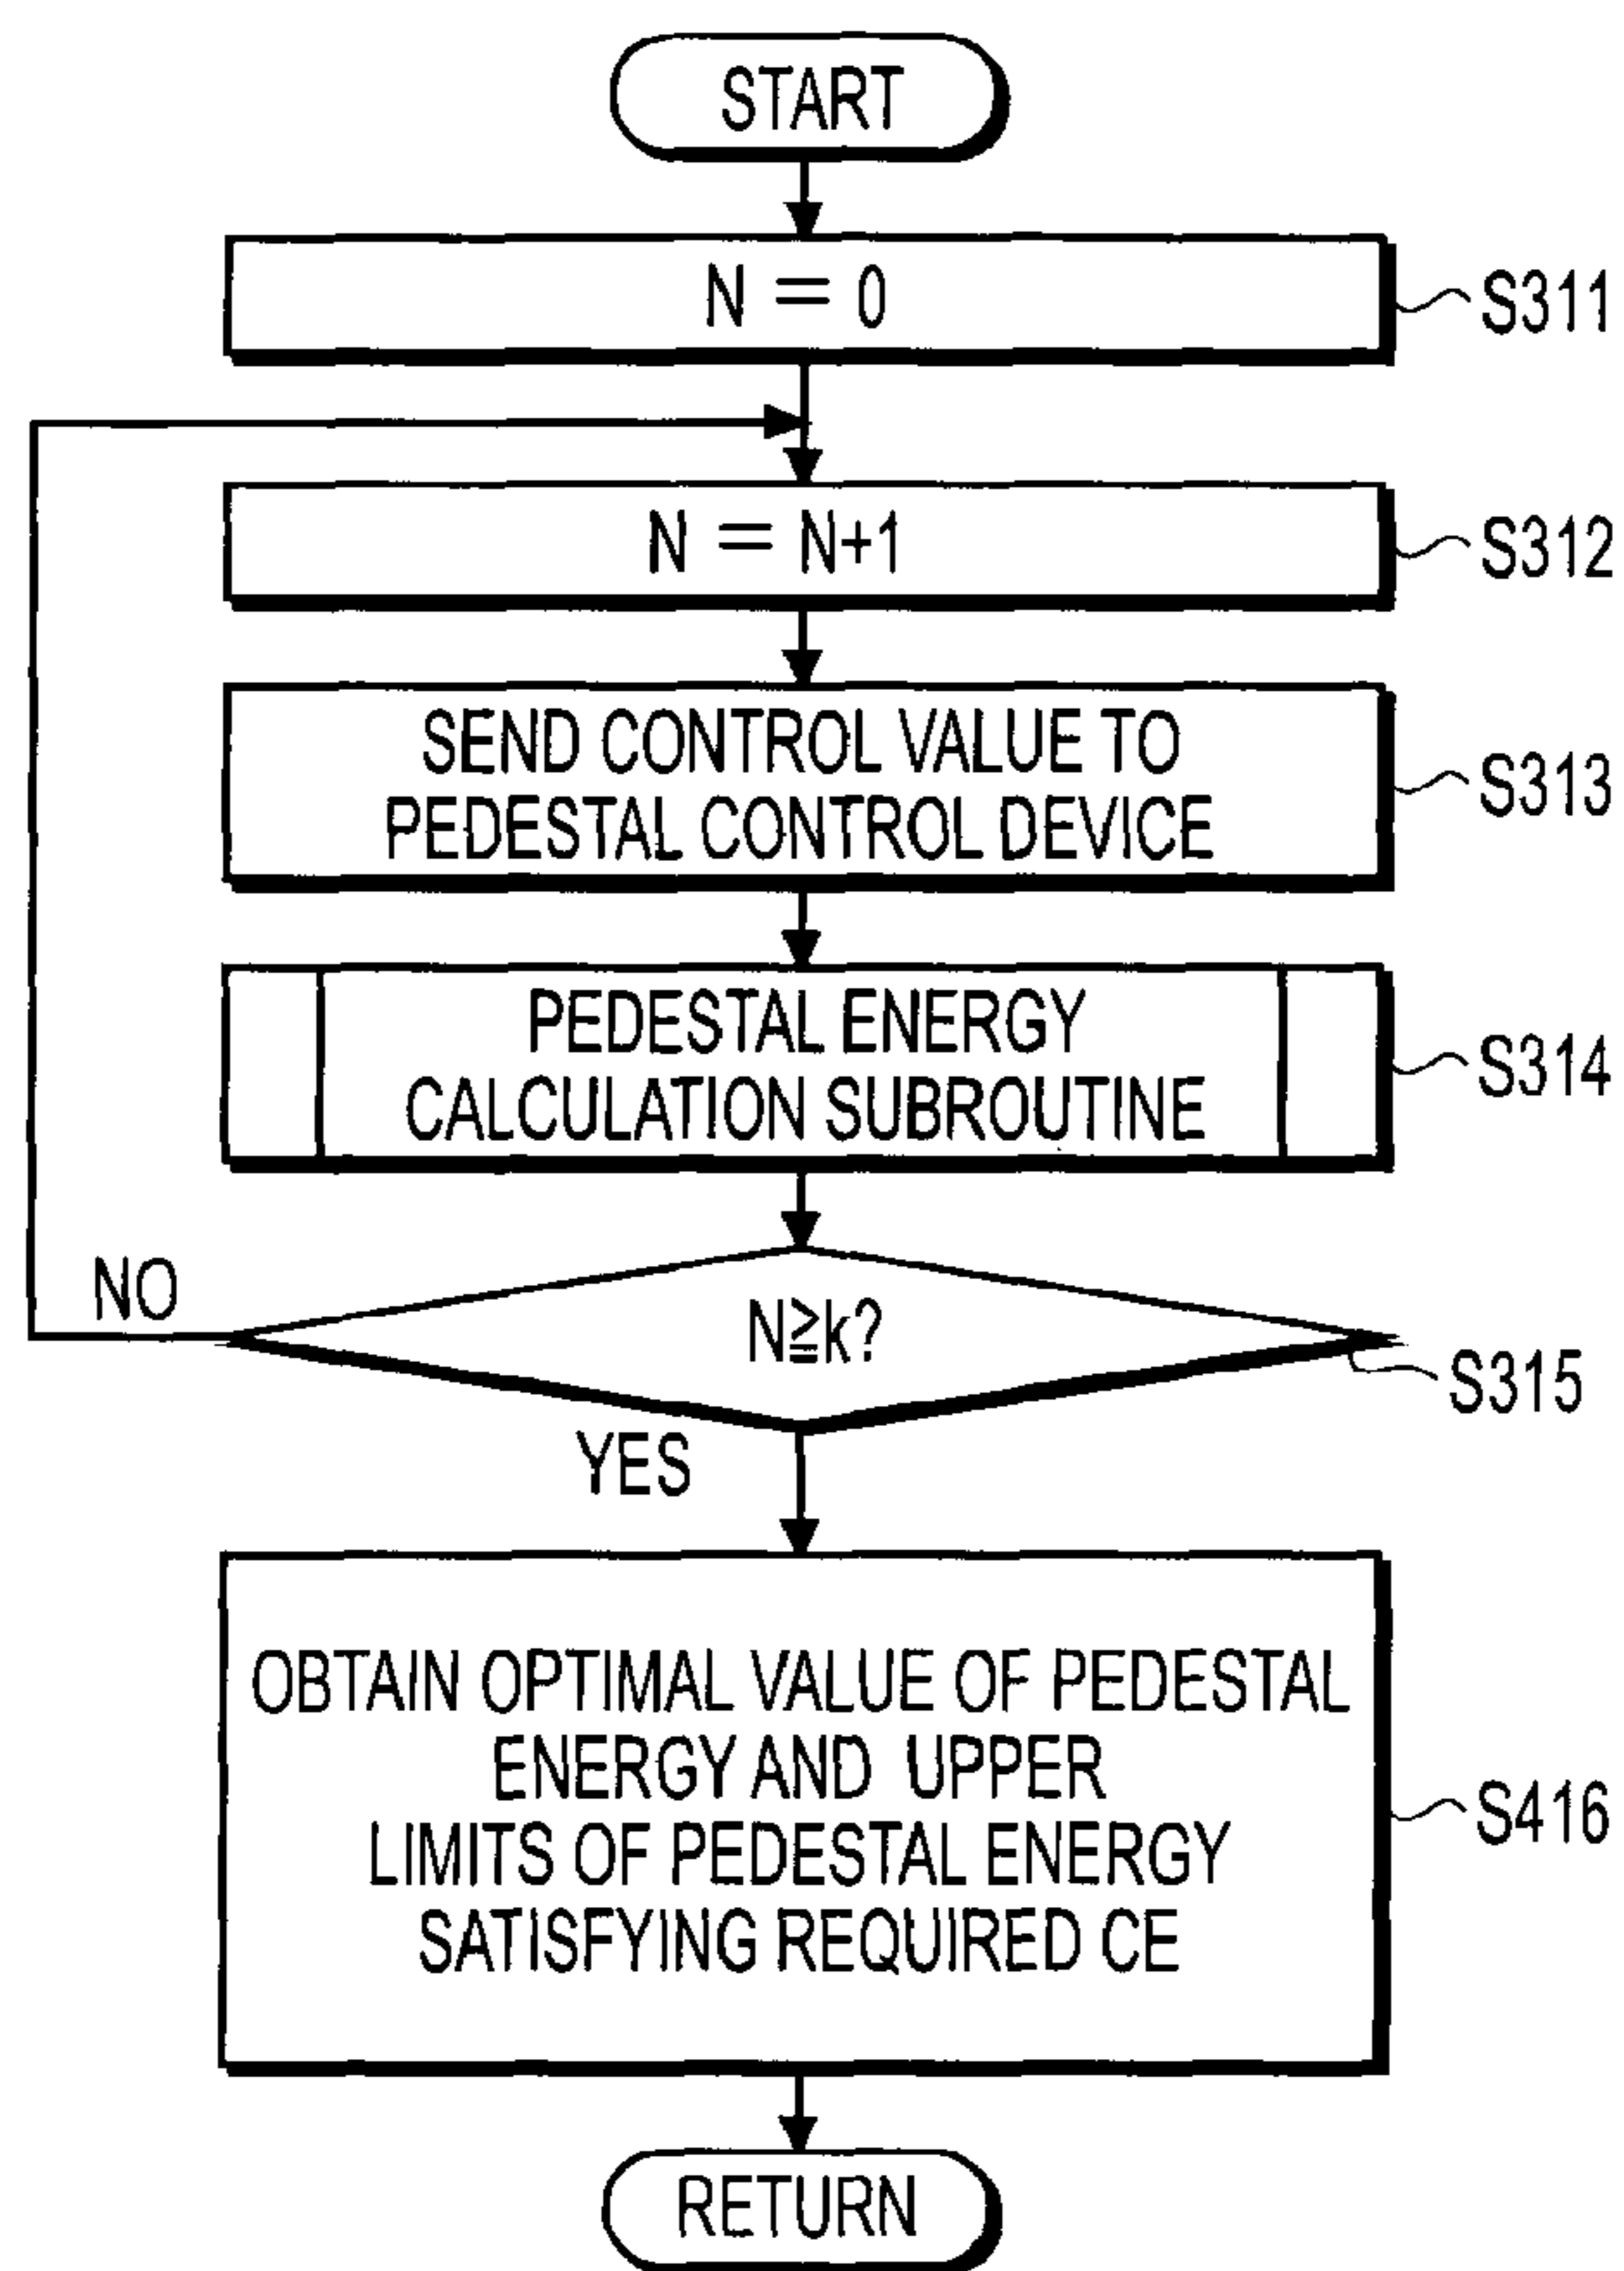 START
N = 0
S311
N = N+1
S312
SEND CONTROL VALUE TO
PEDESTAL CONTROL DEVICE
S313
PEDESTAL ENERGY
CALCULATION SUBROUTINE
S314
NO
N≧k?
S315
YES
OBTAIN OPTIMAL VALUE OF PEDESTAL
ENERGY AND UPPER
LIMITS OF PEDESTAL ENERGY
SATISFYING REQUIRED CE
S416
RETURN